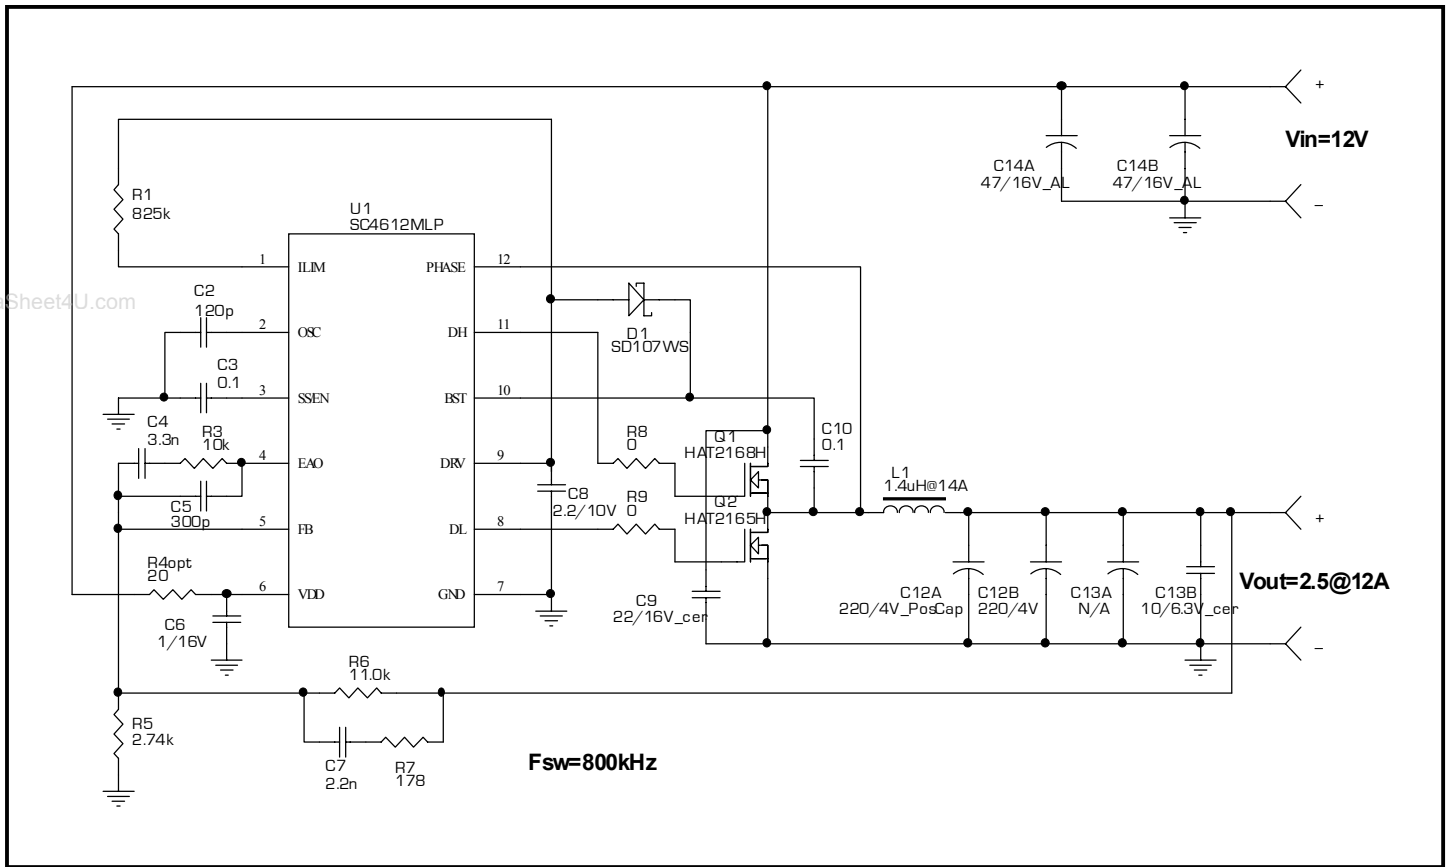 +
Vin=12V
C14A
47/16V_AL
C14B
47/16V_AL
–
R1
825k
U1
SC4612MLP
1
ILIM
PHASE
12
Sheet4U.com
C2
120p
2
OSC
DH
11
D1
SD107WS
C3
0.1
3
SSEN
BST
10
C4
3.3n
R3
10k
4
EAO
DRV
9
R8
0
Q1
HAT2168H
C10
0.1
L1
1.4uH@14A
C8
2.2/10V
R9
0
Q2
HAT2165H
C5
300p
5
FB
DL
8
+
R4opt
20
6
VDD
GND
7
C6
1/16V
C9
22/16V_cer
C12A
220/4V_PosCap
C12B
220/4V
C13A
N/A
C13B
10/6.3V_cer
Vout=2.5@12A
–
R6
11.0k
R5
2.74k
C7
2.2n
R7
178
Fsw=800kHz